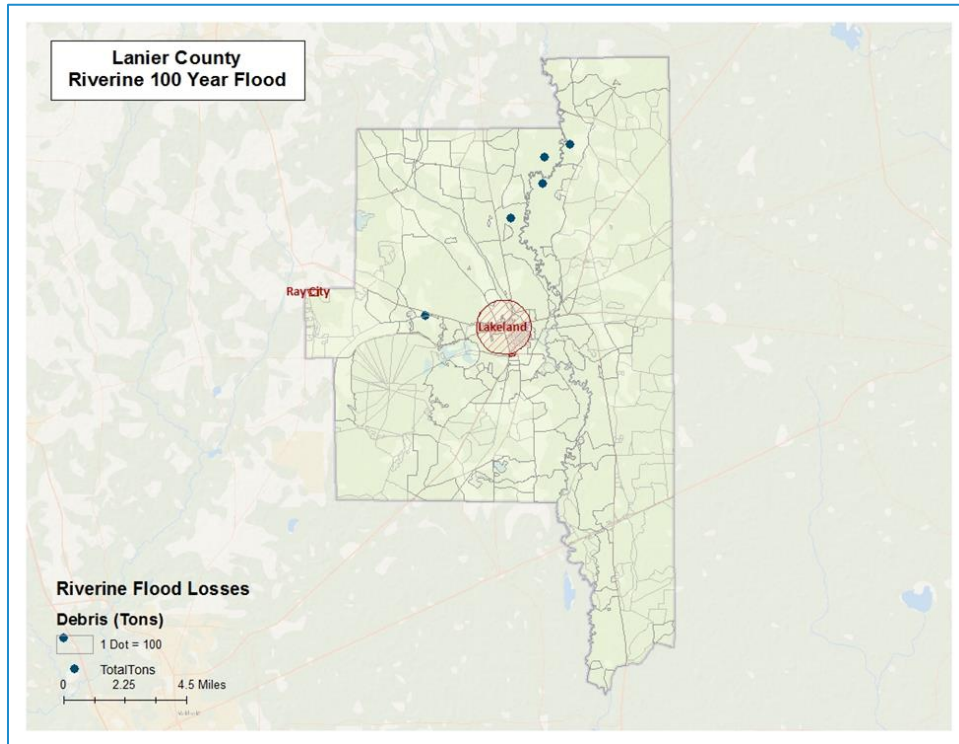 Lanier County
Riverine 100 Year Flood
Ray City
Lakeland
Riverine Flood Losses
Debris (Tons)
1 Dot = 100
TotalTons
0 2.25 4.5 Miles